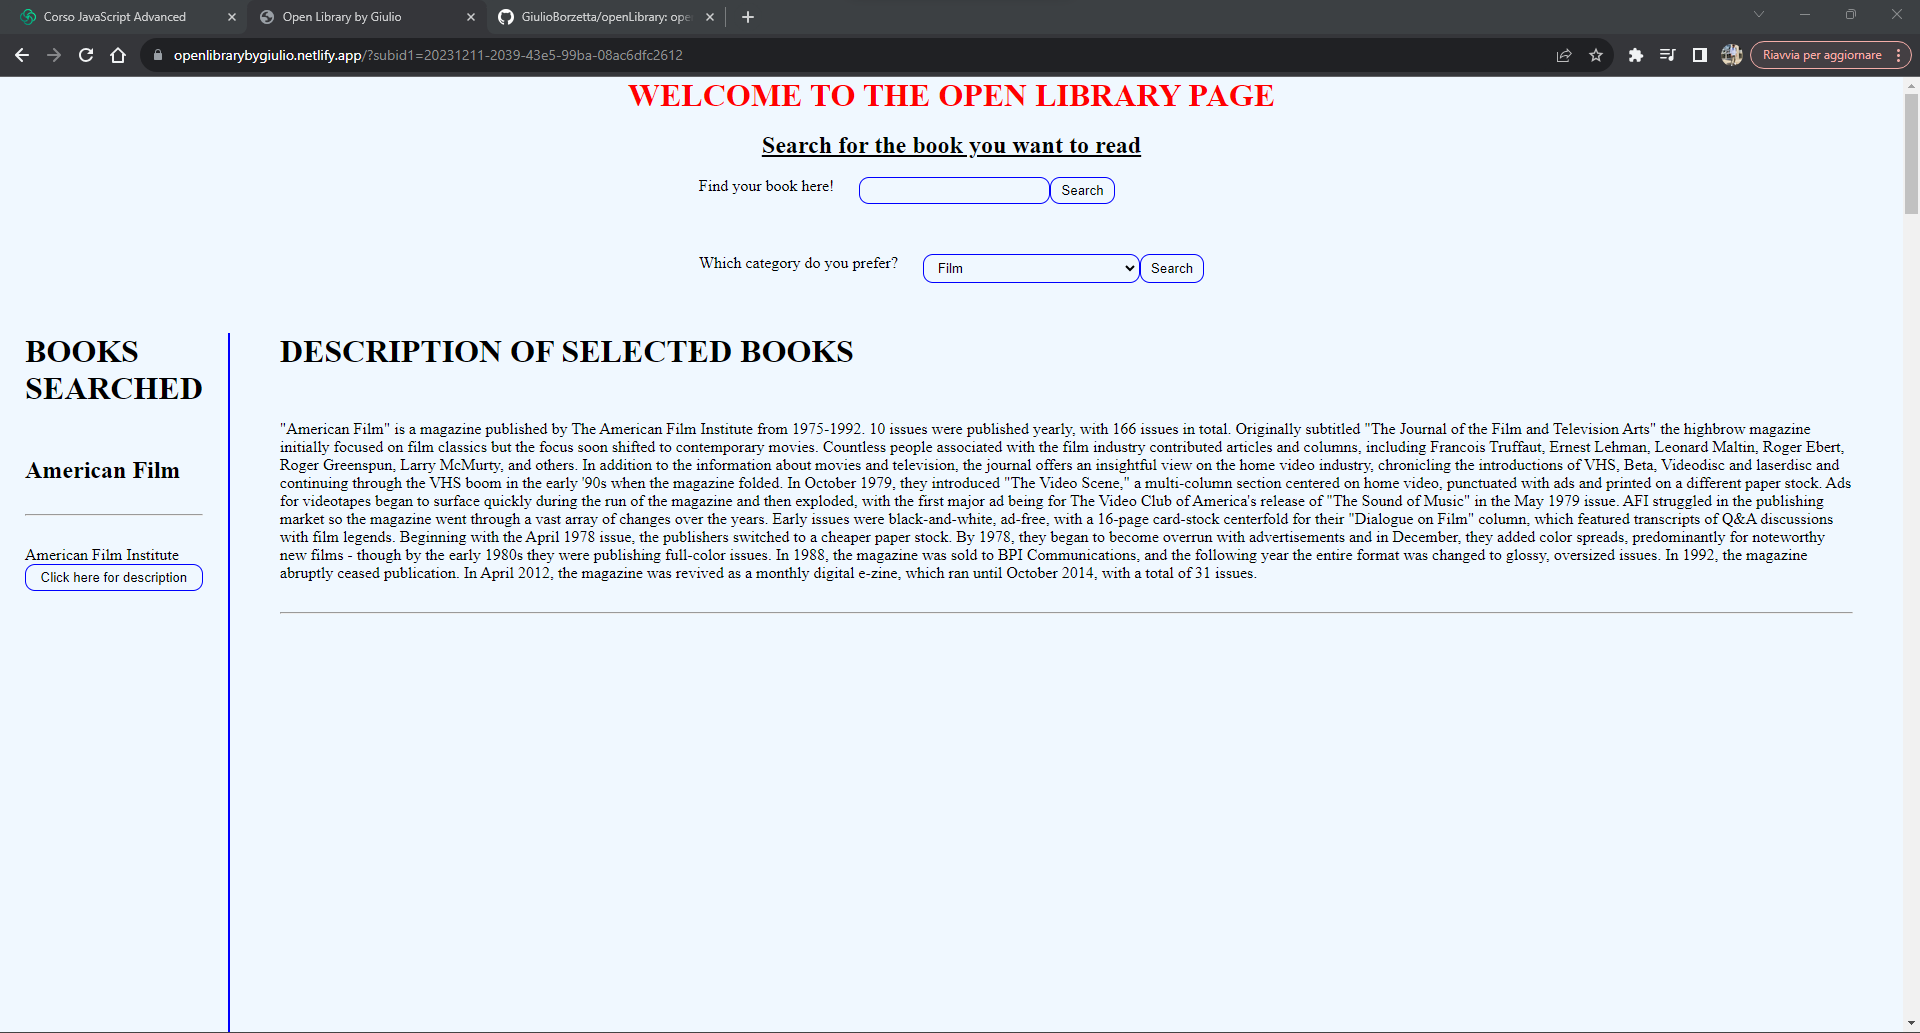 Corso JavaScript Advanced
Open Library by Giulio
GiulioBorzetta/openLibrary: ope
openlibrarybygiulio.netlify.app/?subid1=20231211-2039-43e5-99ba-08ac6dfc2612
Riavvia per aggiornare
WELCOME TO THE OPEN LIBRARY PAGE
Search for the book you want to read
Find your book here!
Search
Which category do you prefer?
Film
Search
BOOKS
SEARCHED
American Film
American Film Institute
Click here for description
DESCRIPTION OF SELECTED BOOKS
"American Film" is a magazine published by The American Film Institute from 1975-1992. 10 issues were published yearly, with 166 issues in total. Originally subtitled "The Journal of the Film and Television Arts" the highbrow magazine
initially focused on film classics but the focus soon shifted to contemporary movies. Countless people associated with the film industry contributed articles and columns, including Francois Truffaut, Ernest Lehman, Leonard Maltin, Roger Ebert,
Roger Greenspun, Larry McMurty, and others. In addition to the information about movies and television, the journal offers an insightful view on the home video industry, chronicling the introductions of VHS, Beta, Videodisc and laserdisc and
continuing through the VHS boom in the early '90s when the magazine folded. In October 1979, they introduced "The Video Scene," a multi-column section centered on home video, punctuated with ads and printed on a different paper stock. Ads
for videotapes began to surface quickly during the run of the magazine and then exploded, with the first major ad being for The Video Club of America's release of "The Sound of Music" in the May 1979 issue. AFI struggled in the publishing
market so the magazine went through a vast array of changes over the years. Early issues were black-and-white, ad-free, with a 16-page card-stock centerfold for their "Dialogue on Film" column, which featured transcripts of Q&A discussions
with film legends. Beginning with the April 1978 issue, the publishers switched to a cheaper paper stock. By 1978, they began to become overrun with advertisements and in December, they added color spreads, predominantly for noteworthy
new films - though by the early 1980s they were publishing full-color issues. In 1988, the magazine was sold to BPI Communications, and the following year the entire format was changed to glossy, oversized issues. In 1992, the magazine
abruptly ceased publication. In April 2012, the magazine was revived as a monthly digital e-zine, which ran until October 2014, with a total of 31 issues.